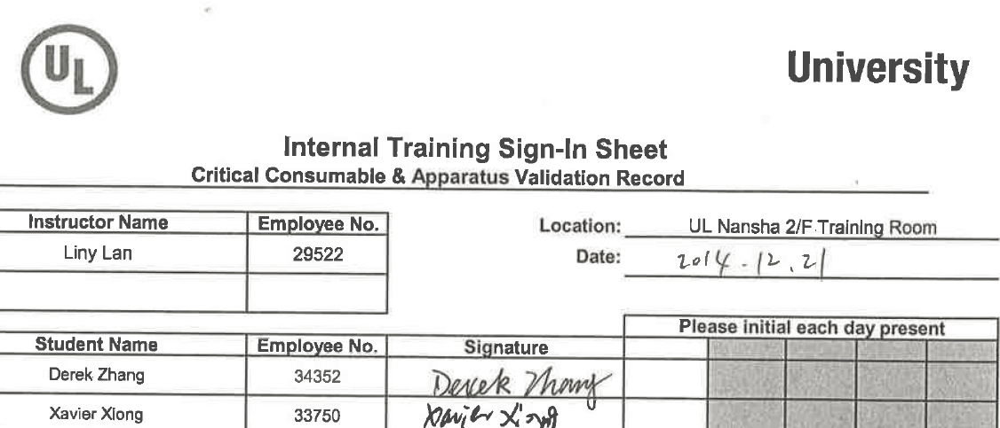 UL
University
Internal Training Sign-In Sheet
Critical Consumable & Apparatus Validation Record
Instructor Name Employee No.
Liny Lan 29522
Location: UL Nansha 2/F Training Room
Date: 2014.12.21
Please initial each day present
Student Name Employee No. Signature
Derek Zhang 34352 Derek Zhang
Xavier Xiong 33750 Xavier Xiong